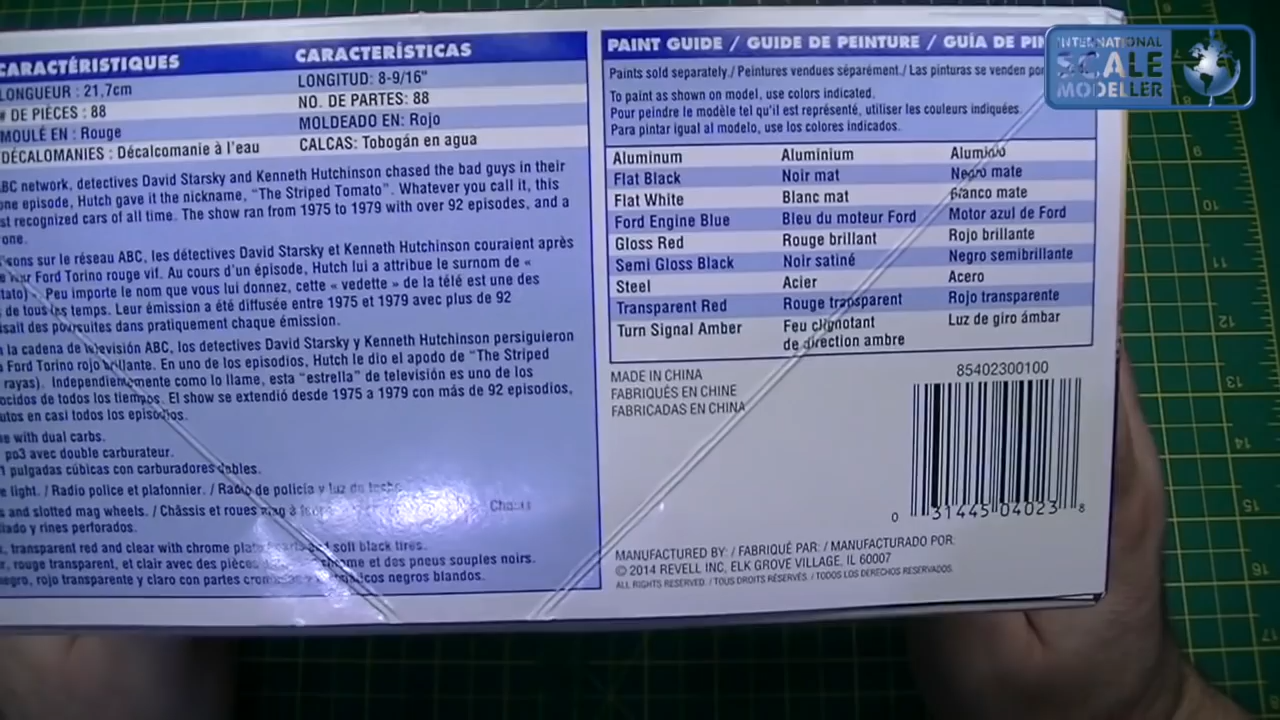 CARACTÉRISTIQUES
LONGUEUR : 21,7cm
# DE PIÈCES : 88
MOULÉ EN : Rouge
DÉCALOMANIES : Décalcomanie à l'eau
CARACTERÍSTICAS
LONGITUD: 8-9/16"
NO. DE PARTES: 88
MOLDEADO EN: Rojo
CALCAS: Tobogán en agua
BC network, detectives David Starsky and Kenneth Hutchinson chased the bad guys in their
one episode, Hutch gave it the nickname, "The Striped Tomato". Whatever you call it, this
st recognized cars of all time. The show ran from 1975 to 1979 with over 92 episodes, and a
one.
sur le réseau ABC, les détectives David Starsky et Kenneth Hutchinson couraient après
Ford Torino rouge vif. Au cours d'un épisode, Hutch lui a attribue le surnom de «
tato) . Peu importe le nom que vous lui donnez, cette « vedette » de la télé est une des
de tous les temps. Leur émission a été diffusée entre 1975 et 1979 avec plus de 92
isait des poursuites dans pratiquement chaque émission.
la cadena de televisión ABC, los detectives David Starsky y Kenneth Hutchinson persiguieron
Ford Torino rojo brillante. En uno de los episodios, Hutch le dio el apodo de "The Striped
rayas). Independientemente como lo llame, esta "estrella" de televisión es uno de los
ocidos de todos los tiempos. El show se extendió desde 1975 a 1979 con más de 92 episodios,
utos en casi todos los episodios.
e with dual carbs.
po3 avec double carburateur.
1 pulgadas cúbicas con carburadores dobles.
e light. / Radio police et plafonnier. / Radio de policía y luz de techo
s and slotted mag wheels. / Châssis et roues mag à
lado y rines perforados.
, transparent red and clear with chrome plated parts and soft black tires.
r, rouge transparent, et clair avec des pièces chrome et des pneus souples noirs.
negro, rojo transparente y claro con partes negros blandos.
PAINT GUIDE / GUIDE DE PEINTURE / GUÍA DE PIN
Paints sold separately./ Peintures vendues séparément./ Las pinturas se venden por
To paint as shown on model, use colors indicated.
Pour peindre le modèle tel qu'il est représenté, utiliser les couleurs indiquées.
Para pintar igual al modelo, use los colores indicados.
Aluminum Aluminium Aluminio
Flat Black Noir mat Negro mate
Flat White Blanc mat Blanco mate
Ford Engine Blue Bleu du moteur Ford Motor azul de Ford
Gloss Red Rouge brillant Rojo brillante
Semi Gloss Black Noir satiné Negro semibrillante
Steel Acier Acero
Transparent Red Rouge transparent Rojo transparente
Turn Signal Amber Feu clignotant Luz de giro ámbar
de direction ambre
MADE IN CHINA
FABRIQUÉS EN CHINE
FABRICADAS EN CHINA
85402300100
0 31445 04023 8
MANUFACTURED BY: / FABRIQUÉ PAR: / MANUFACTURADO POR:
© 2014 REVELL INC, ELK GROVE VILLAGE, IL 60007
ALL RIGHTS RESERVED. / TOUS DROITS RÉSERVÉS. / TODOS LOS DERECHOS RESERVADOS.
INTERNATIONAL
SCALE
MODELLER
9
10
11
12
13
14
15
16
17